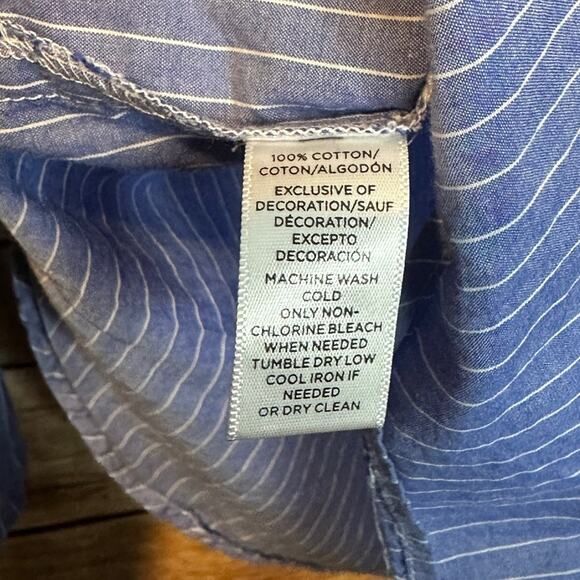 100% COTTON/
COTON/ALGODÓN
EXCLUSIVE OF
DECORATION/SAUF
DÉCORATION/
EXCEPTO
DECORACIÓN
MACHINE WASH
COLD
ONLY NON-
CHLORINE BLEACH
WHEN NEEDED
TUMBLE DRY LOW
COOL IRON IF
NEEDED
OR DRY CLEAN